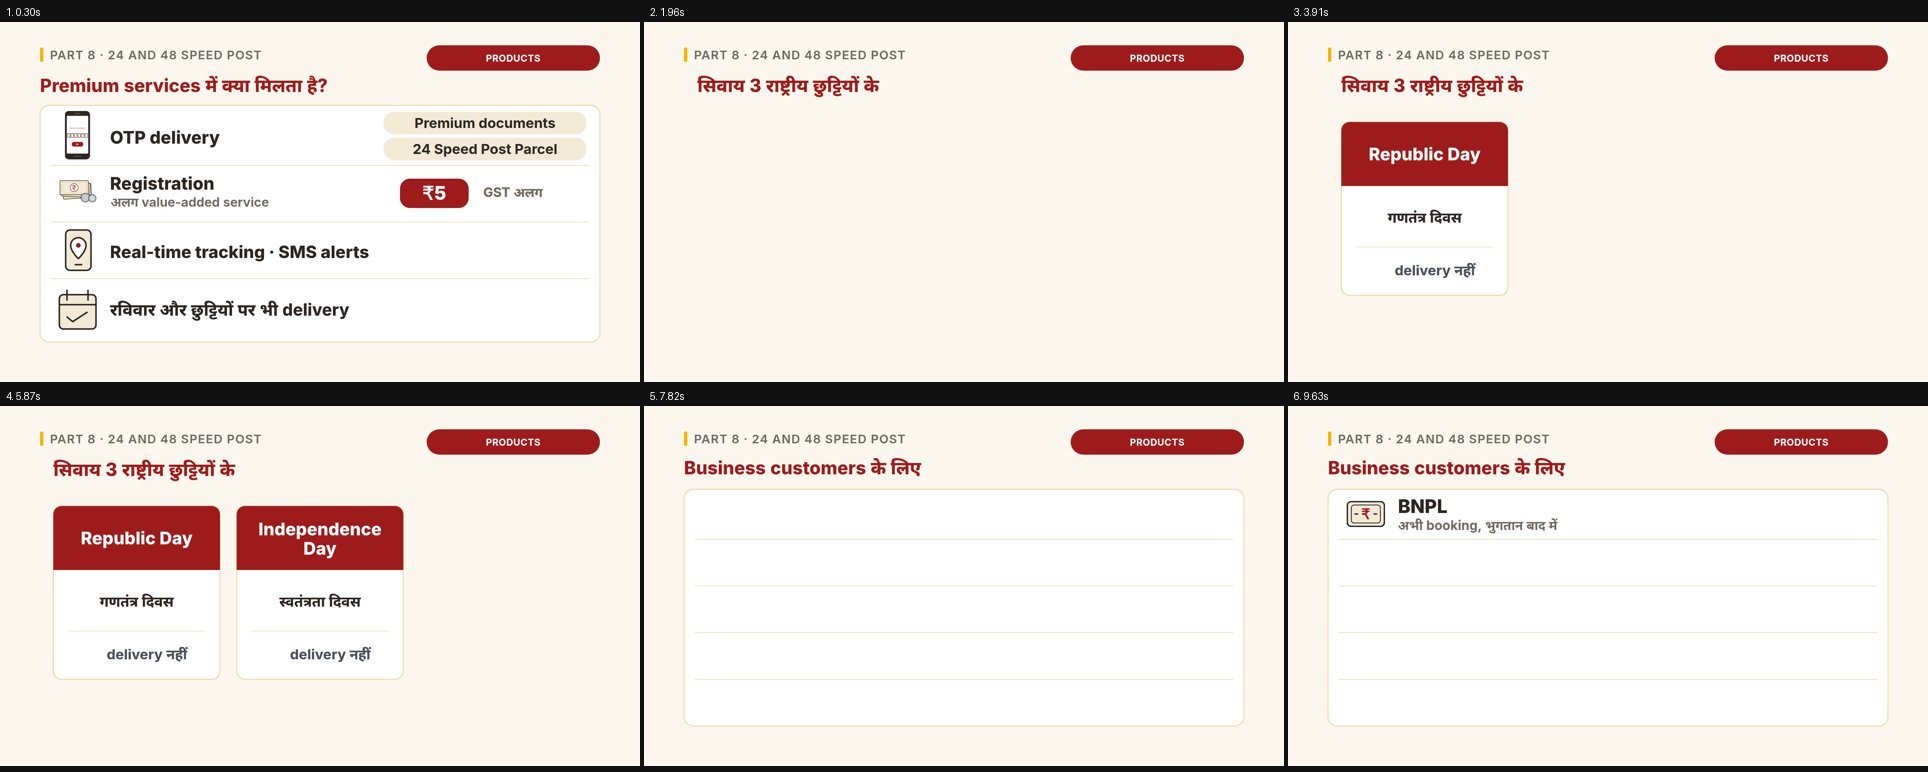 1. 0.30s
PART 8 · 24 AND 48 SPEED POST
PRODUCTS
Premium services में क्या मिलता है?
OTP delivery
Premium documents
24 Speed Post Parcel
Registration
अलग value-added service
₹5
GST अलग
Real-time tracking · SMS alerts
रविवार और छुट्टियों पर भी delivery
2. 1.96s
PART 8 · 24 AND 48 SPEED POST
PRODUCTS
सिवाय 3 राष्ट्रीय छुट्टियों के
3. 3.91s
PART 8 · 24 AND 48 SPEED POST
PRODUCTS
सिवाय 3 राष्ट्रीय छुट्टियों के
Republic Day
गणतंत्र दिवस
delivery नहीं
4. 5.87s
PART 8 · 24 AND 48 SPEED POST
PRODUCTS
सिवाय 3 राष्ट्रीय छुट्टियों के
Republic Day
गणतंत्र दिवस
delivery नहीं
Independence
Day
स्वतंत्रता दिवस
delivery नहीं
5. 7.82s
PART 8 · 24 AND 48 SPEED POST
PRODUCTS
Business customers के लिए
6. 9.63s
PART 8 · 24 AND 48 SPEED POST
PRODUCTS
Business customers के लिए
₹
BNPL
अभी booking, भुगतान बाद में